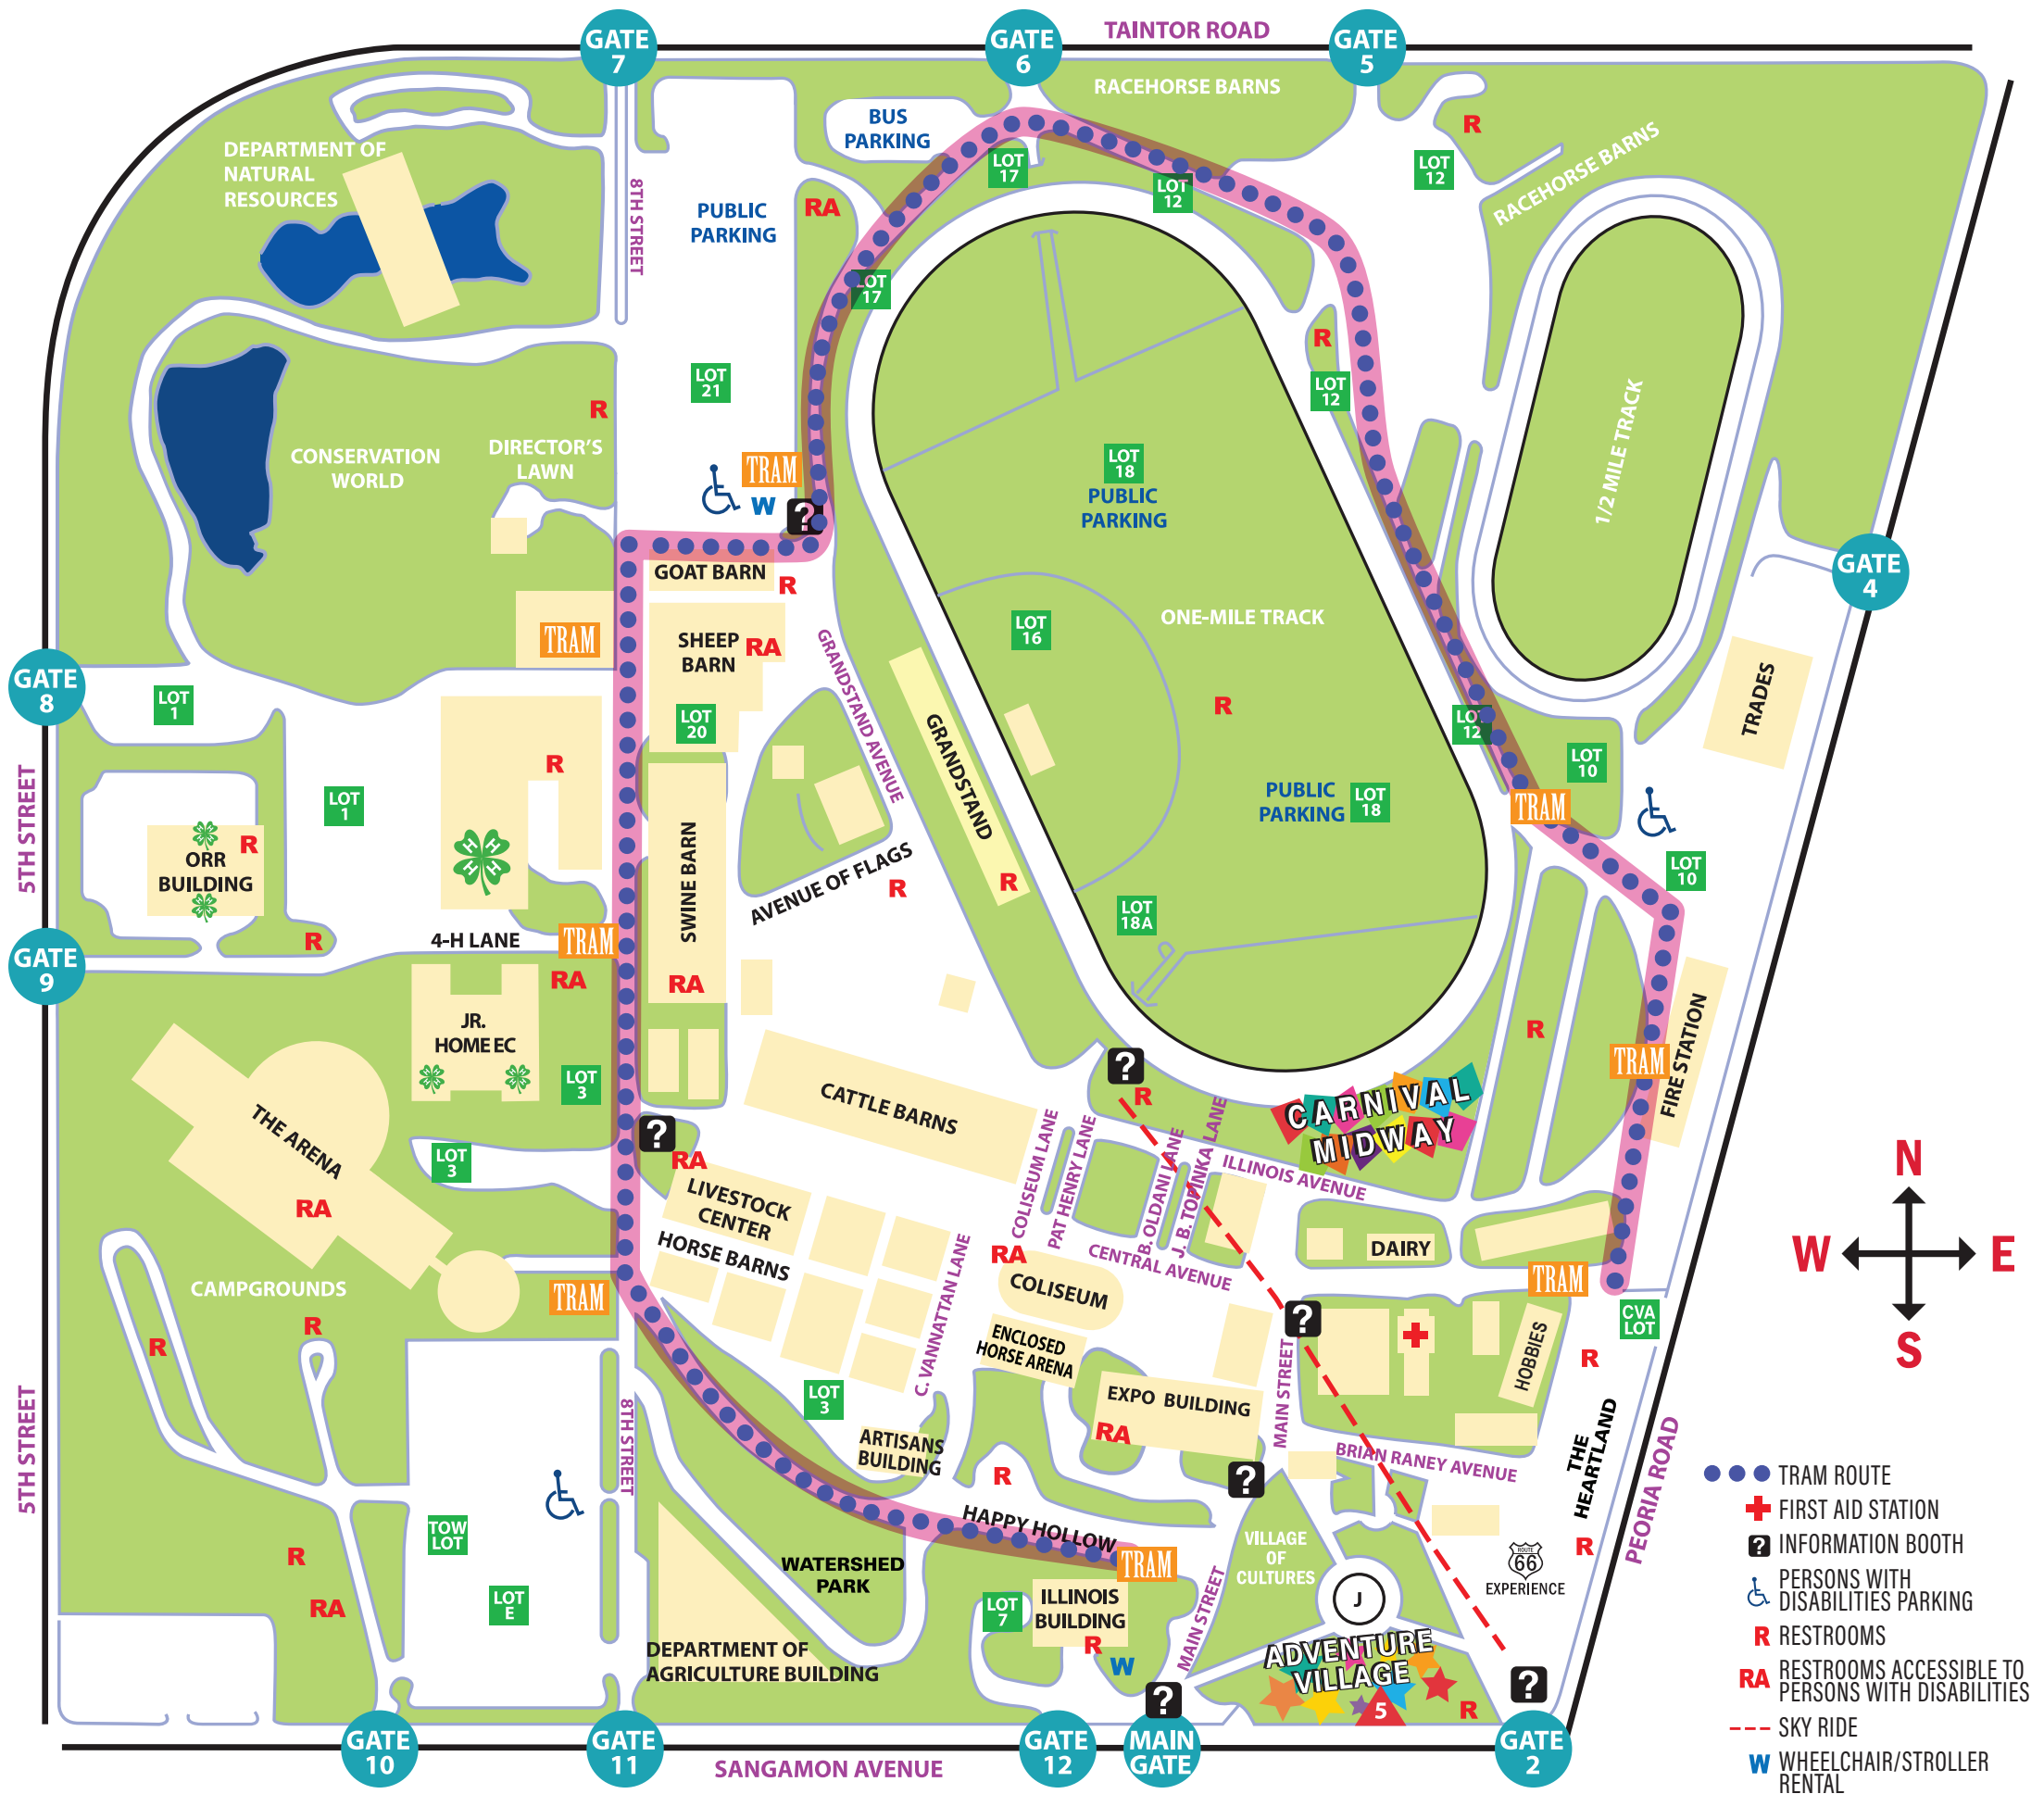 TAINTOR ROAD
GATE
7
GATE
6
GATE
5
RACEHORSE BARNS
BUS
PARKING
R
DEPARTMENT OF
NATURAL
RESOURCES
LOT
17
LOT
12
LOT
12
RACEHORSE BARNS
8TH STREET
PUBLIC
PARKING
RA
LOT
17
R
LOT
21
LOT
12
R
1/2 MILE TRACK
CONSERVATION
WORLD
DIRECTOR'S
LAWN
TRAM
W
?
LOT
18
PUBLIC
PARKING
GATE
4
GOAT BARN
R
TRAM
SHEEP
BARN
RA
LOT
16
ONE-MILE TRACK
GRANDSTAND AVENUE
GATE
8
LOT
1
LOT
20
R
LOT
12
TRADES
GRANDSTAND
R
LOT
10
5TH STREET
LOT
1
PUBLIC
PARKING
LOT
18
TRAM
H H
H H
ORR
BUILDING
R
SWINE BARN
AVENUE OF FLAGS
R
R
LOT
10
LOT
18A
GATE
9
R
4-H LANE
TRAM
RA
RA
JR.
HOME EC
R
LOT
3
?
R
TRAM
FIRE STATION
THE ARENA
CATTLE BARNS
CARNIVAL
MIDWAY
?
RA
LOT
3
COLISEUM LANE
PAT HENRY LANE
B. OLDANI LANE
J. B. TOPINKA LANE
ILLINOIS AVENUE
N
W
E
S
RA
LIVESTOCK
CENTER
HORSE BARNS
RA
CENTRAL AVENUE
DAIRY
CAMPGROUNDS
TRAM
C. VANNATTAN LANE
COLISEUM
TRAM
?
CVA
LOT
R
R
ENCLOSED
HORSE ARENA
HOBBIES
R
5TH STREET
8TH STREET
LOT
3
EXPO BUILDING
RA
MAIN STREET
ARTISANS
BUILDING
BRIAN RANEY AVENUE
THE
HEARTLAND
PEORIA ROAD
R
?
TOW
LOT
HAPPY HOLLOW
VILLAGE
OF
CULTURES
R
R
WATERSHED
PARK
TRAM
ROUTE
66
EXPERIENCE
RA
LOT
E
LOT
7
ILLINOIS
BUILDING
R
W
MAIN STREET
J
DEPARTMENT OF
AGRICULTURE BUILDING
ADVENTURE
VILLAGE
5
R
?
?
GATE
10
GATE
11
GATE
12
MAIN
GATE
GATE
2
SANGAMON AVENUE
TRAM ROUTE
FIRST AID STATION
? INFORMATION BOOTH
PERSONS WITH
DISABILITIES PARKING
R RESTROOMS
RA RESTROOMS ACCESSIBLE TO
PERSONS WITH DISABILITIES
SKY RIDE
W WHEELCHAIR/STROLLER
RENTAL